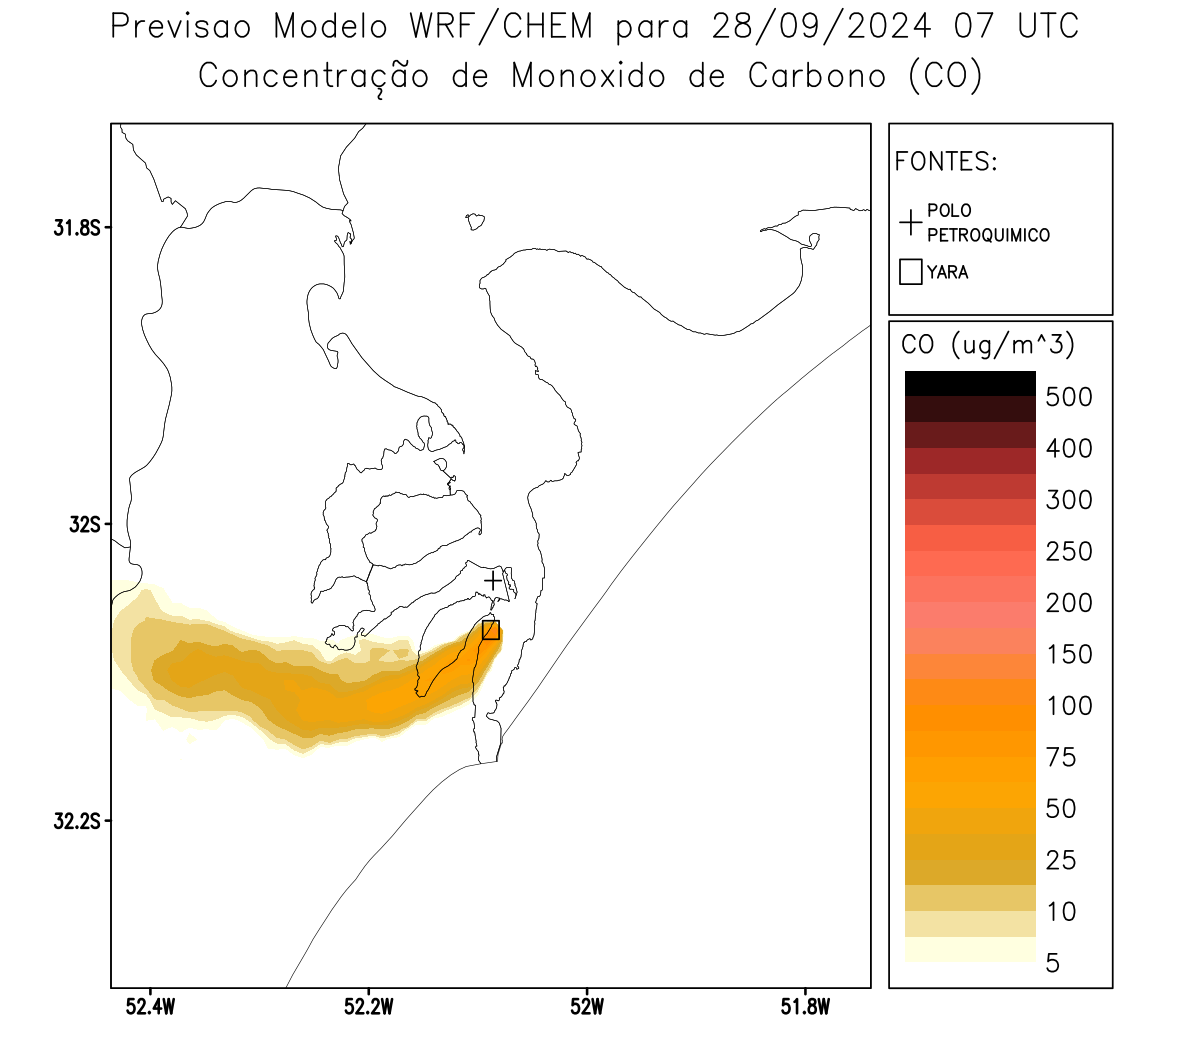 Previsao Modelo WRF/CHEM para 28/09/2024 07 UTC
Concentração de Monoxido de Carbono (CO)
FONTES:
POLO
PETROQUIMICO
YARA
31.8S
32S
32.2S
52.4W
52.2W
52W
51.8W
CO (ug/m^3)
500
400
300
250
200
150
100
75
50
25
10
5